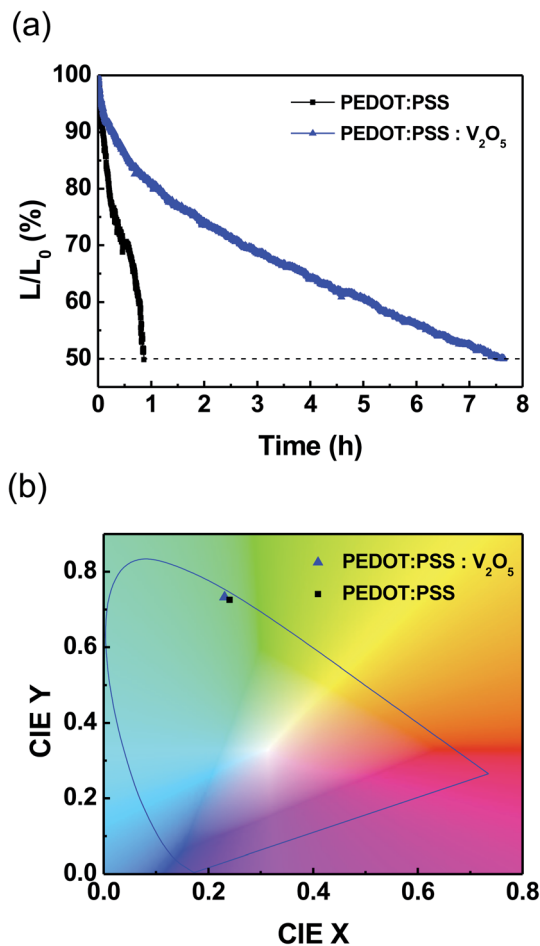 (a)
100
90
80
70
60
50
L/L0 (%)
PEDOT:PSS
PEDOT:PSS : V2O5
0 1 2 3 4 5 6 7 8
Time (h)
(b)
0.8
0.6
0.4
0.2
0.0
CIE Y
PEDOT:PSS : V2O5
PEDOT:PSS
0.0 0.2 0.4 0.6 0.8
CIE X